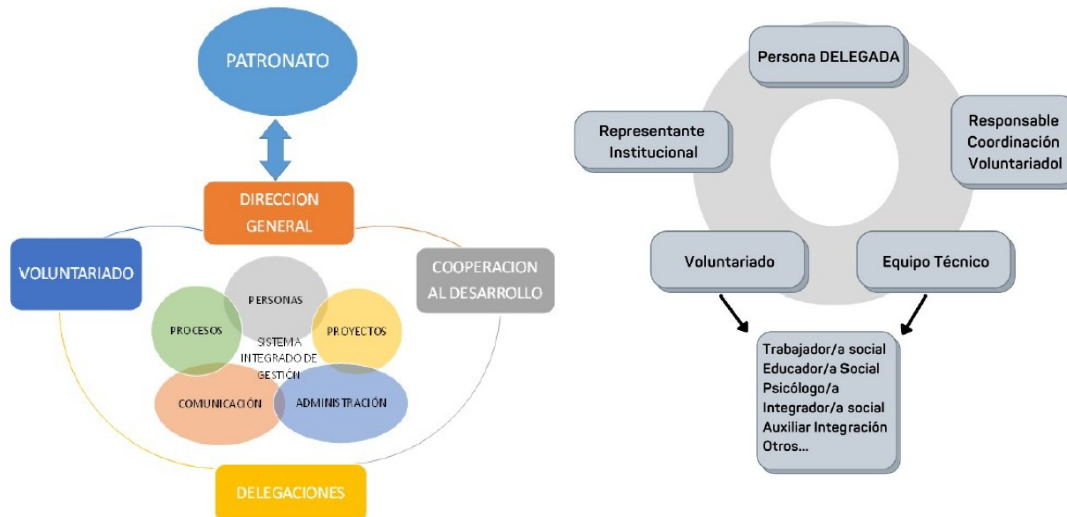 PATRONATO
DIRECCION
GENERAL
VOLUNTARIADO
COOPERACION
AL DESARROLLO
PERSONAS
PROCESOS
PROYECTOS
SISTEMA
INTEGRADO DE
GESTIÓN
COMUNICACIÓN
ADMINISTRACIÓN
DELEGACIONES
Persona DELEGADA
Representante
Institucional
Responsable
Coordinación
Voluntariadol
Voluntariado
Equipo Técnico
Trabajador/a social
Educador/a Social
Psicólogo/a
Integrador/a social
Auxiliar Integración
Otros...